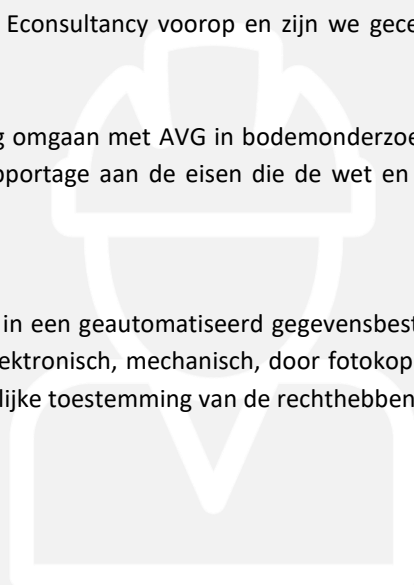 Econsultancy voorop en zijn we gece
omgaan met AVG in bodemonderzoe
pportage aan de eisen die de wet en
in een geautomatiseerd gegevensbest
ektronisch, mechanisch, door fotokop
lijke toestemming van de rechthebben